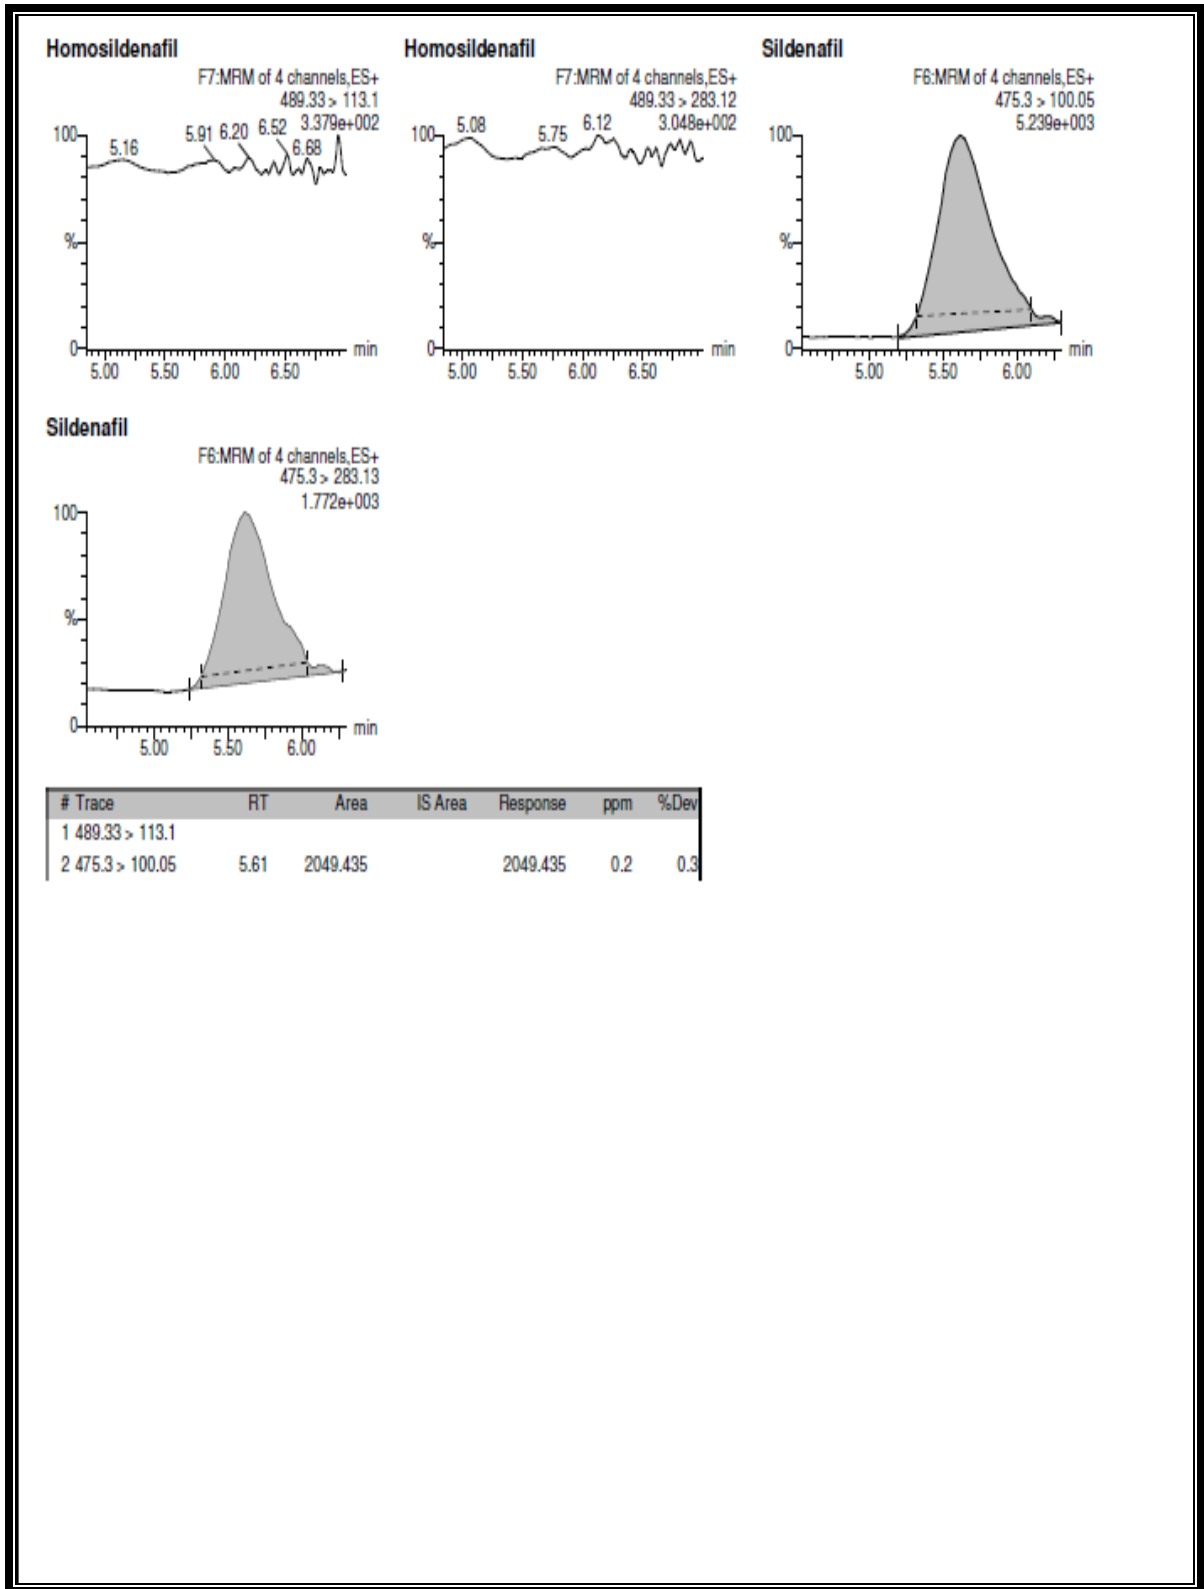 Homosildenafil
F7:MRM of 4 channels,ES+
489.33 > 113.1
3.379e+002
100
5.16
5.91
6.20
6.52
6.68
%
0
min
5.00
5.50
6.00
6.50
Homosildenafil
F7:MRM of 4 channels,ES+
489.33 > 283.12
3.048e+002
100
5.08
5.75
6.12
%
0
min
5.00
5.50
6.00
6.50
Sildenafil
F6:MRM of 4 channels,ES+
475.3 > 100.05
5.239e+003
100
%
0
min
5.00
5.50
6.00
Sildenafil
F6:MRM of 4 channels,ES+
475.3 > 283.13
1.772e+003
100
%
0
min
5.00
5.50
6.00
# Trace RT Area IS Area Response ppm %Dev
1 489.33 > 113.1
2 475.3 > 100.05 5.61 2049.435 2049.435 0.2 0.3